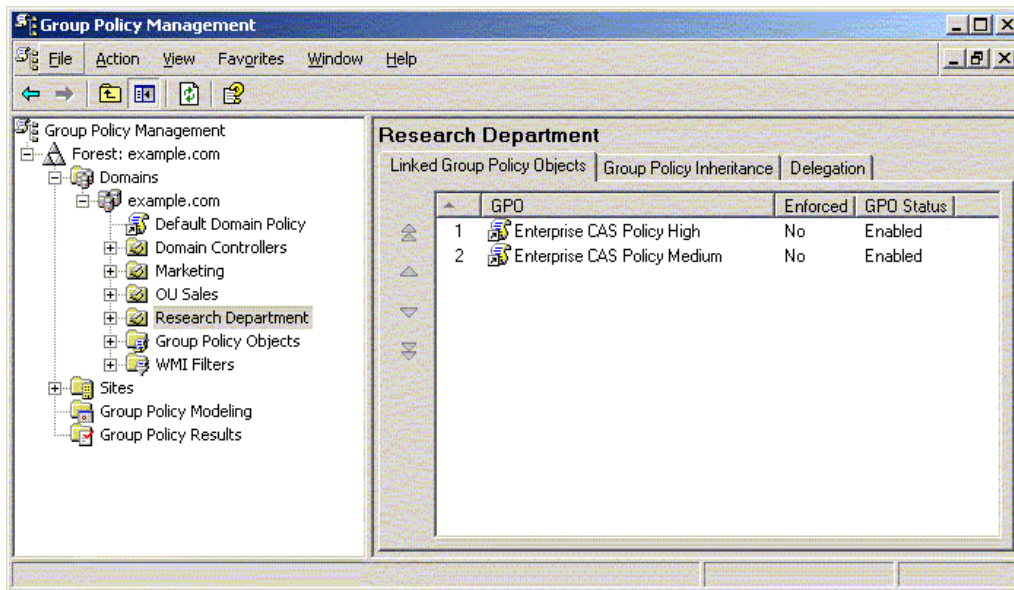 Group Policy Management
File Action View Favorites Window Help
Group Policy Management
Forest: example.com
Domains
example.com
Default Domain Policy
Domain Controllers
Marketing
OU Sales
Research Department
Group Policy Objects
WMI Filters
Sites
Group Policy Modeling
Group Policy Results
Research Department
Linked Group Policy Objects Group Policy Inheritance Delegation
GPO Enforced GPO Status
1 Enterprise CAS Policy High No Enabled
2 Enterprise CAS Policy Medium No Enabled